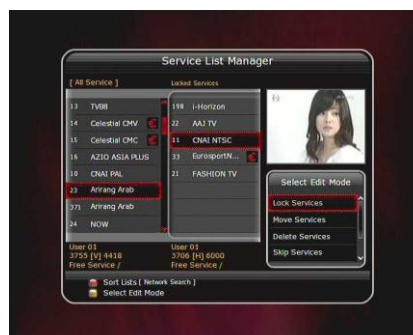 Service List Manager
[ All Service ]
Locked Services
13 TV88
14 Celestial CMV
15 Celestial CMC
16 AZIO ASIA PLUS
10 CNAI PAL
23 Arirang Arab
371 Arirang Arab
24 NOW
198 i-Horizon
22 AAJ TV
11 CNAI NTSC
33 EurosportN...
21 FASHION TV
Select Edit Mode
Lock Services
Move Services
Delete Services
Skip Services
User 01
3755 [V] 4418
Free Service /
User 01
3706 [H] 6000
Free Service /
Sort Lists [ Network Search ]
Select Edit Mode